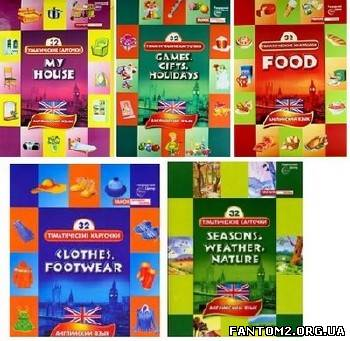 32
ТЕМАТИЧЕСКИЕ КАРТОЧКИ
MY
HOUSE
АНГЛИЙСКИЙ ЯЗЫК
32
ТЕМАТИЧЕСКИЕ КАРТОЧКИ
GAMES,
GIFTS,
HOLIDAYS
АНГЛИЙСКИЙ ЯЗЫК
ТЕМАТИЧЕСКИЕ КАРТОЧКИ
FOOD
АНГЛИЙСКИЙ ЯЗЫК
32
РАНОК
ТЕМАТИЧЕСКИЕ КАРТОЧКИ
CLOTHES,
FOOTWEAR
АНГЛИЙСКИЙ ЯЗЫК
32
ТЕМАТИЧЕСКИЕ КАРТОЧКИ
SEASONS,
WEATHER,
NATURE
АНГЛИЙСКИЙ ЯЗЫК
FANTOM2.ORG.UA